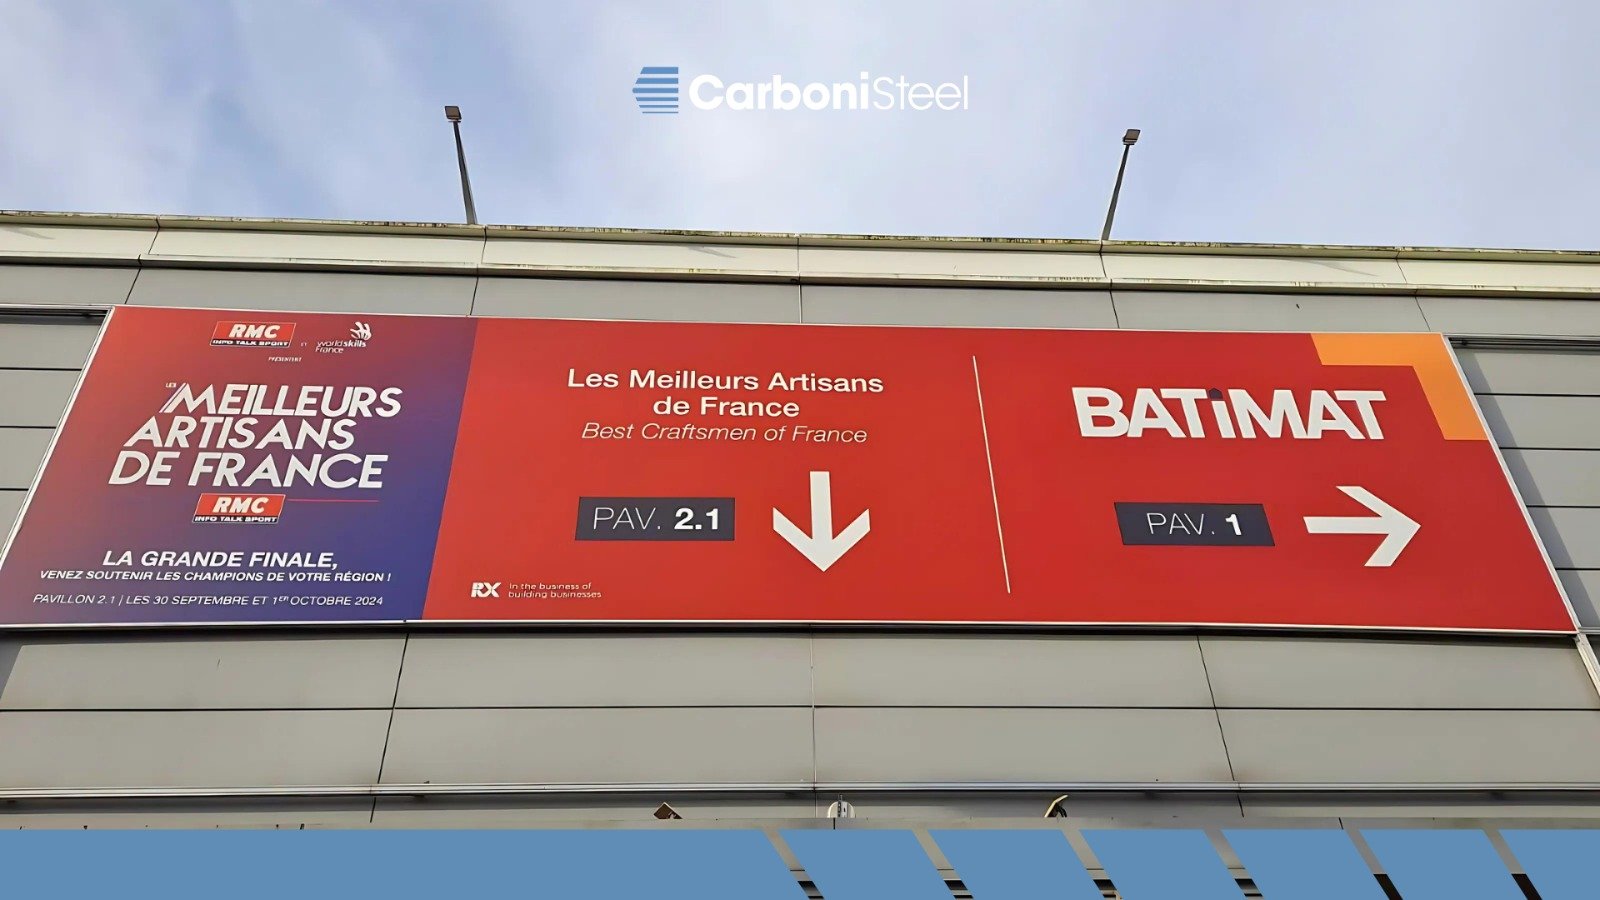 CarboniSteel
RMC
INFO TALK SPORT
worldskills
France
PRÉSENTENT
LES
MEILLEURS
ARTISANS
DE FRANCE
RMC
INFO TALK SPORT
LA GRANDE FINALE,
VENEZ SOUTENIR LES CHAMPIONS DE VOTRE RÉGION !
PAVILLON 2.1 | LES 30 SEPTEMBRE ET 1ER OCTOBRE 2024
Les Meilleurs Artisans
de France
Best Craftsmen of France
PAV. 2.1
RX In the business of
building businesses
BATiMAT
PAV. 1